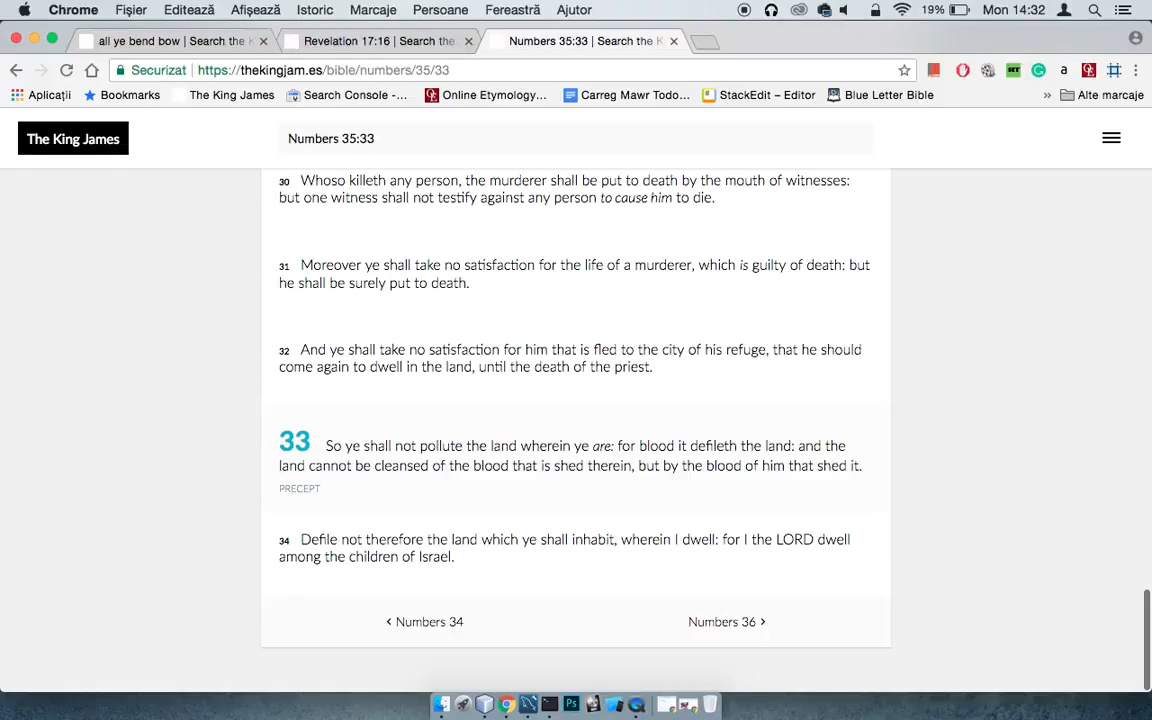 Chrome Fișier Editează Afișează Istoric Marcaje Persoane Fereastră Ajutor 19% Mon 14:32
all ye bend bow | Search the K Revelation 17:16 | Search the Numbers 35:33 | Search the K
Securizat https://thekingjam.es/bible/numbers/35/33
Aplicații Bookmarks The King James Search Console -... Online Etymology... Carreg Mawr Todo... StackEdit – Editor Blue Letter Bible » Alte marcaje
The King James Numbers 35:33
30 Whoso killeth any person, the murderer shall be put to death by the mouth of witnesses:
but one witness shall not testify against any person to cause him to die.
31 Moreover ye shall take no satisfaction for the life of a murderer, which is guilty of death: but
he shall be surely put to death.
32 And ye shall take no satisfaction for him that is fled to the city of his refuge, that he should
come again to dwell in the land, until the death of the priest.
33 So ye shall not pollute the land wherein ye are: for blood it defileth the land: and the
land cannot be cleansed of the blood that is shed therein, but by the blood of him that shed it.
PRECEPT
34 Defile not therefore the land which ye shall inhabit, wherein I dwell: for I the LORD dwell
among the children of Israel.
< Numbers 34 Numbers 36 >